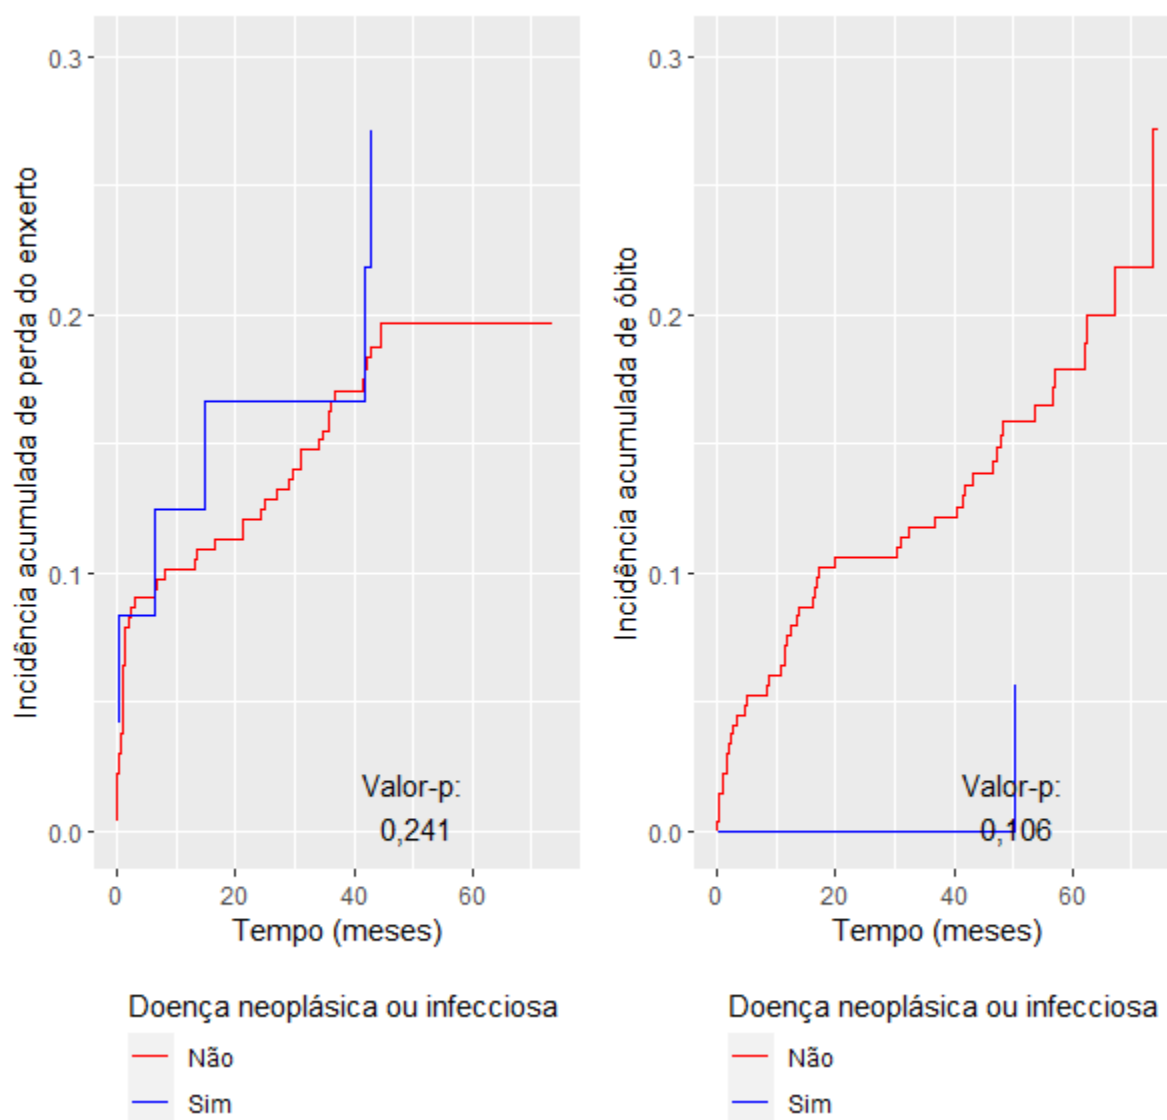 Incidência acumulada de perda do enxerto
0.3
0.2
0.1
0.0
Valor-p:
0,241
0
20
40
60
Tempo (meses)
Doença neoplásica ou infecciosa
Não
Sim
Incidência acumulada de óbito
0.3
0.2
0.1
0.0
Valor-p:
0,106
0
20
40
60
Tempo (meses)
Doença neoplásica ou infecciosa
Não
Sim